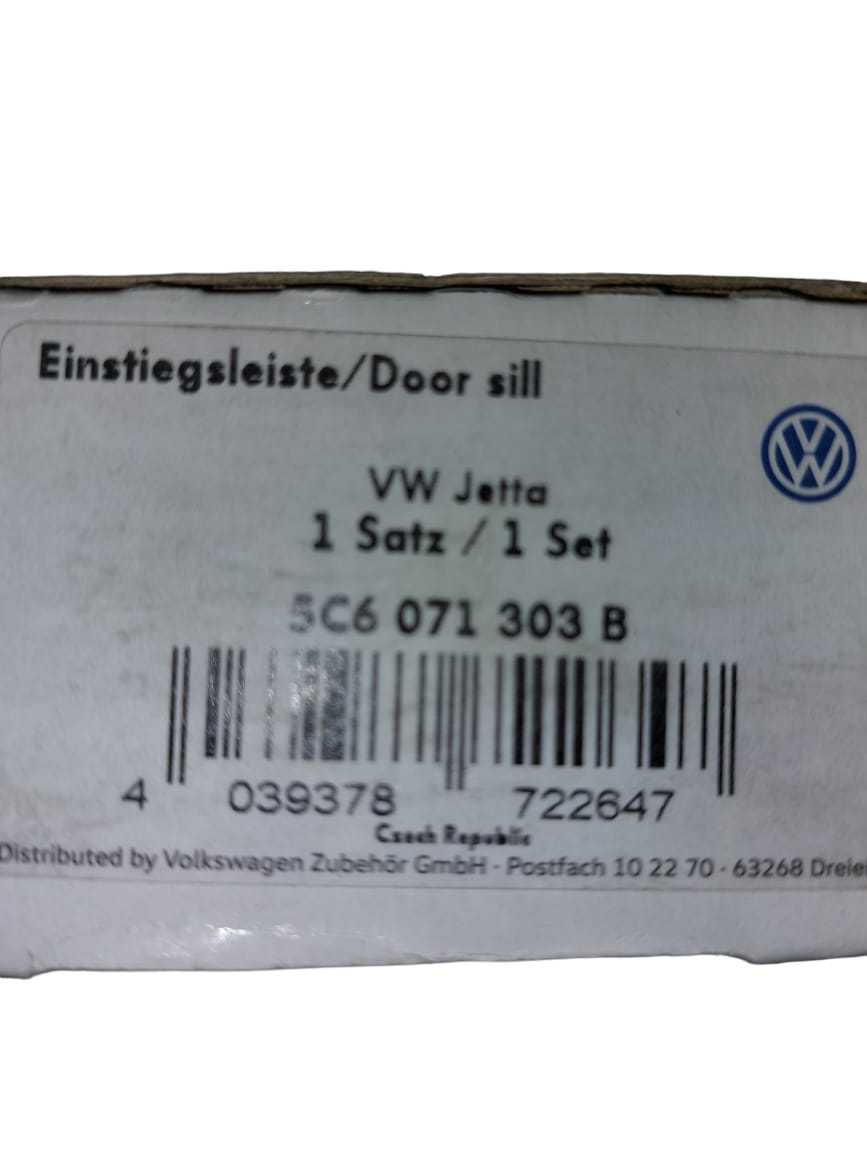 Einstiegsleiste/Door sill
VW Jetta
1 Satz / 1 Set
5C6 071 303 B
4 039378 722647
Czech Republic
Distributed by Volkswagen Zubehör GmbH - Postfach 10 22 70 · 63268 Dreiei